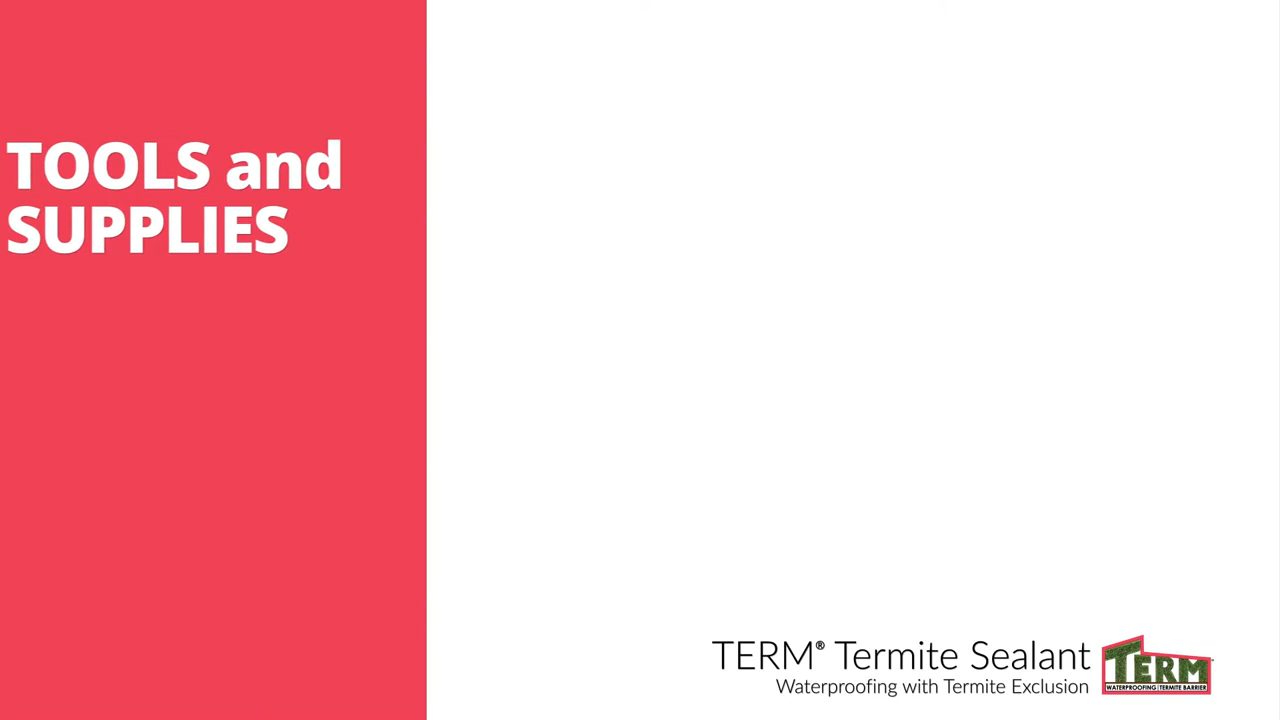 TOOLS and
SUPPLIES
TERM® Termite Sealant
Waterproofing with Termite Exclusion
TERM
WATERPROOFING | TERMITE BARRIER